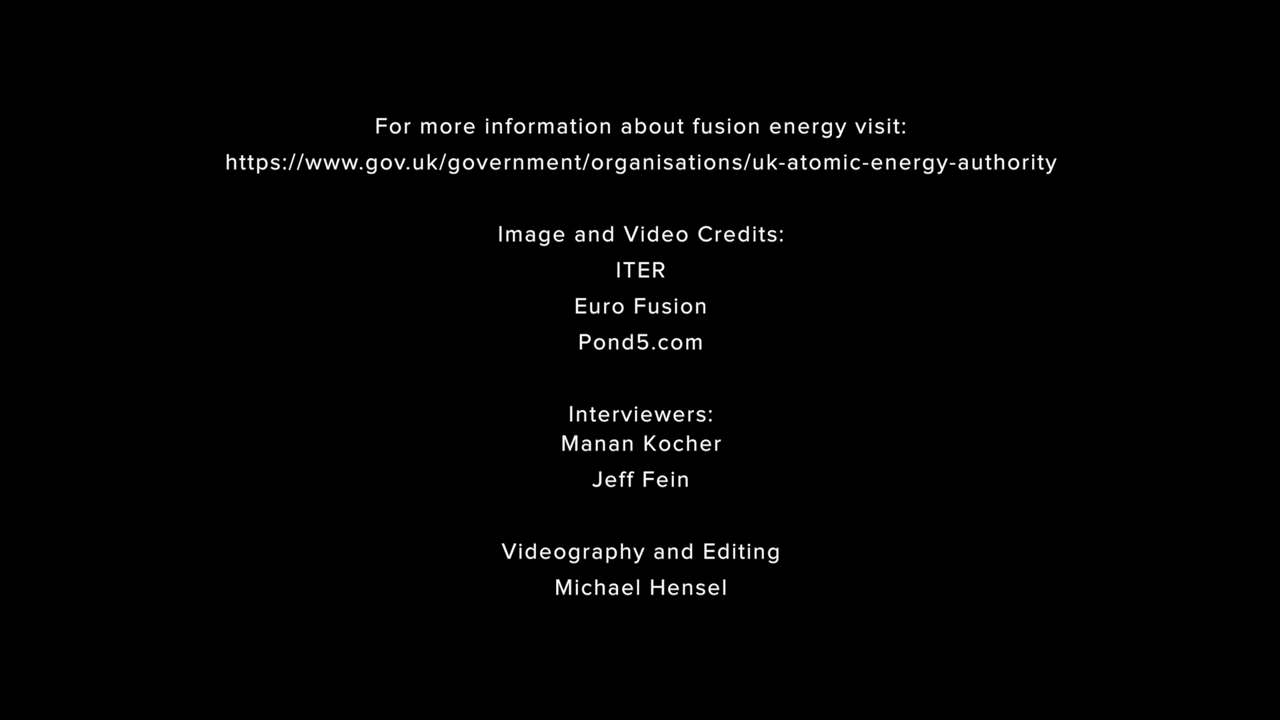 For more information about fusion energy visit:
https://www.gov.uk/government/organisations/uk-atomic-energy-authority
Image and Video Credits:
ITER
Euro Fusion
Pond5.com
Interviewers:
Manan Kocher
Jeff Fein
Videography and Editing
Michael Hensel